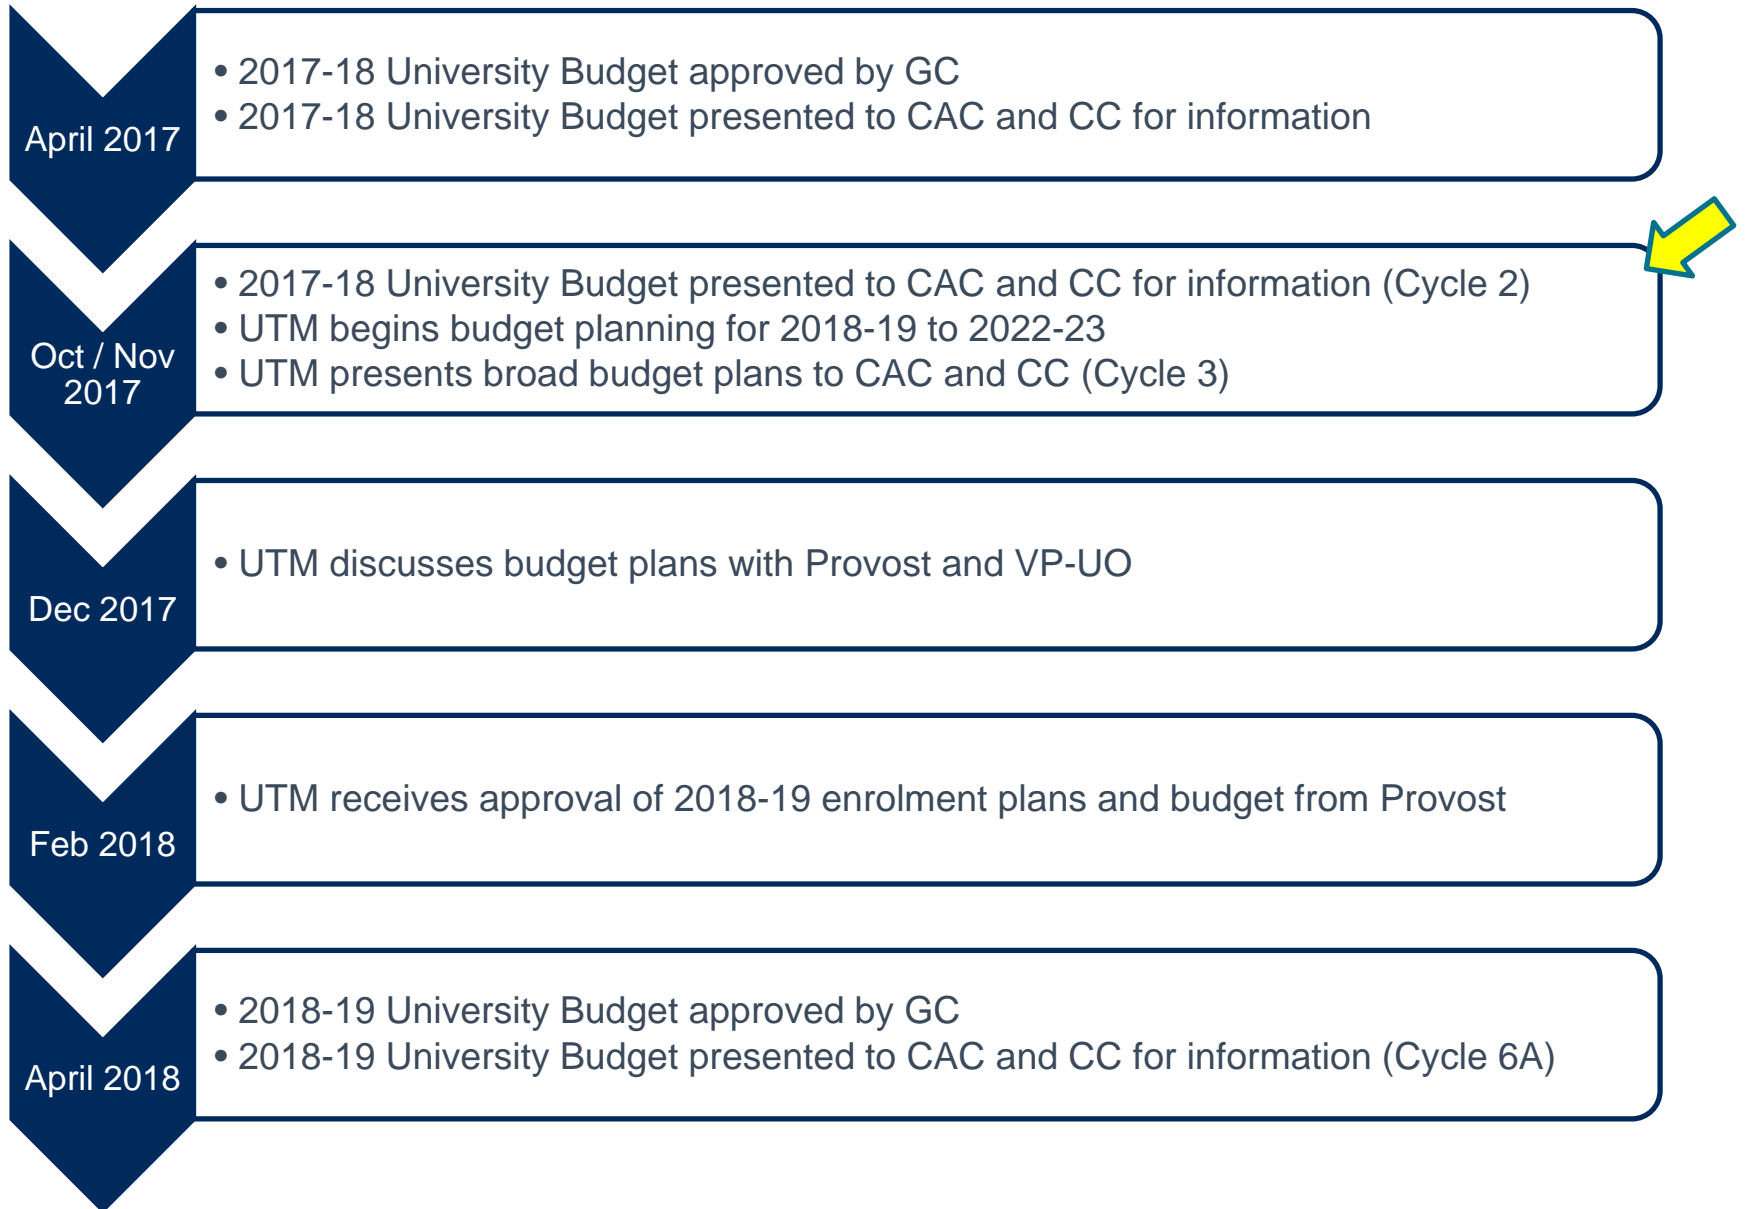 April 2017
• 2017-18 University Budget approved by GC
• 2017-18 University Budget presented to CAC and CC for information
Oct / Nov
2017
• 2017-18 University Budget presented to CAC and CC for information (Cycle 2)
• UTM begins budget planning for 2018-19 to 2022-23
• UTM presents broad budget plans to CAC and CC (Cycle 3)
Dec 2017
• UTM discusses budget plans with Provost and VP-UO
Feb 2018
• UTM receives approval of 2018-19 enrolment plans and budget from Provost
April 2018
• 2018-19 University Budget approved by GC
• 2018-19 University Budget presented to CAC and CC for information (Cycle 6A)